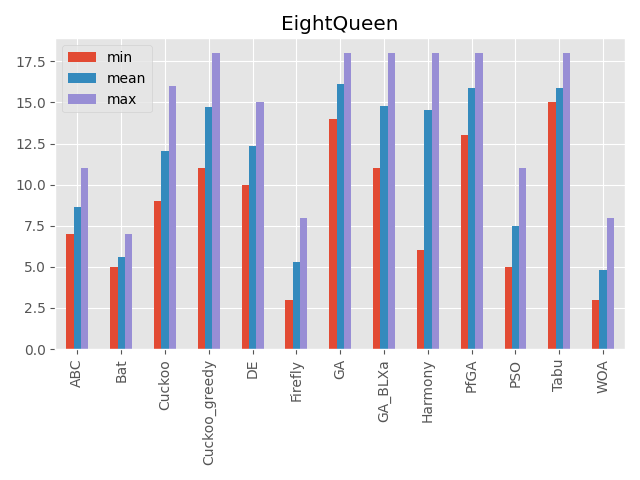 EightQueen
min
mean
max
17.5
15.0
12.5
10.0
7.5
5.0
2.5
0.0
ABC
Bat
Cuckoo
Cuckoo_greedy
DE
Firefly
GA
GA_BLXa
Harmony
PfGA
PSO
Tabu
WOA